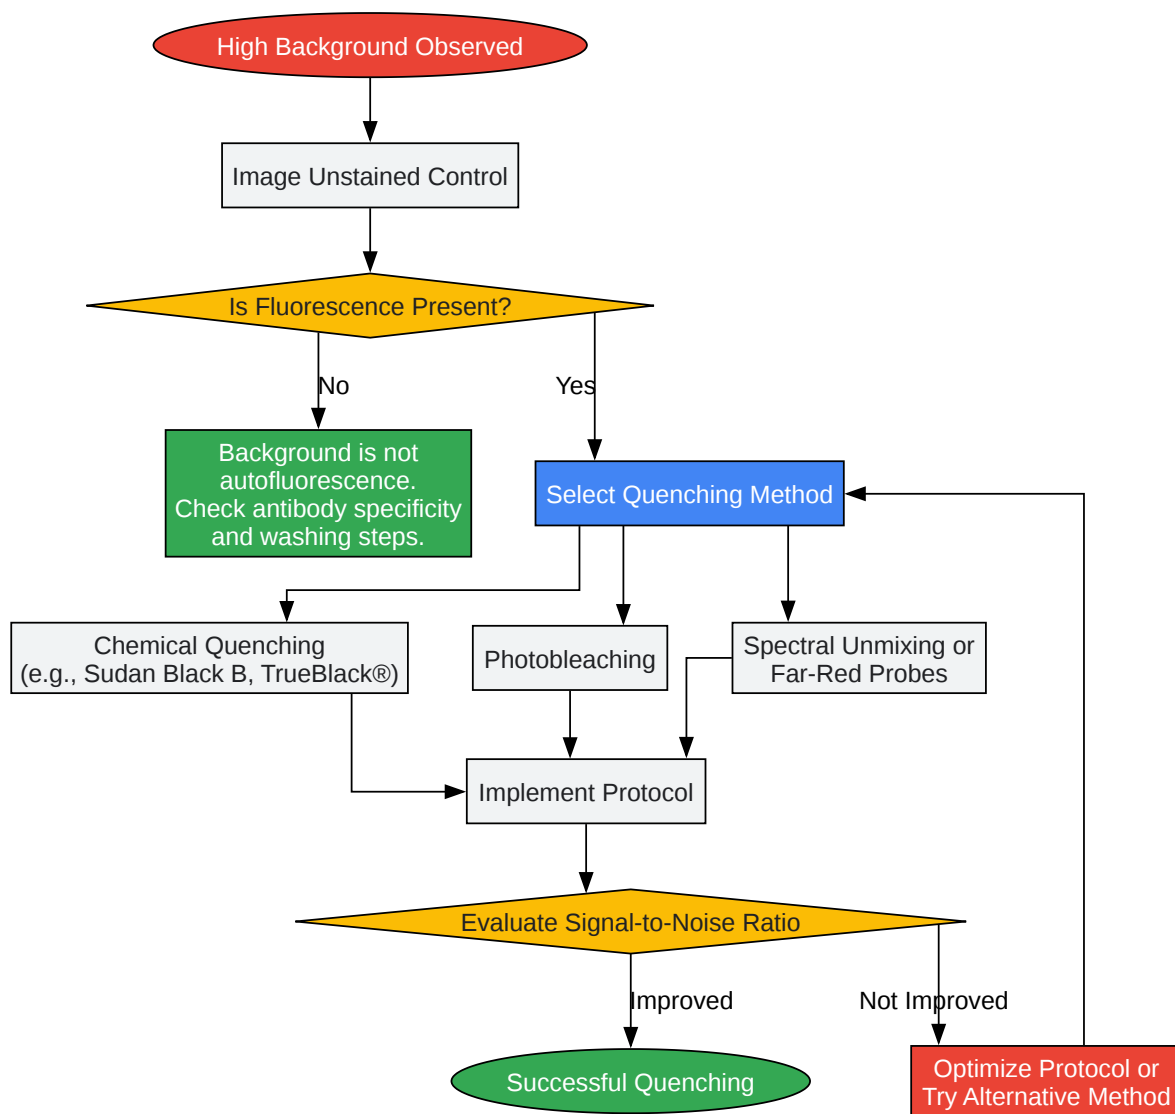 High Background Observed
Image Unstained Control
Is Fluorescence Present?
No
Yes
Background is not
autofluorescence.
Check antibody specificity
and washing steps.
Select Quenching Method
Chemical Quenching
(e.g., Sudan Black B, TrueBlack®)
Photobleaching
Spectral Unmixing or
Far-Red Probes
Implement Protocol
Evaluate Signal-to-Noise Ratio
Improved
Not Improved
Successful Quenching
Optimize Protocol or
Try Alternative Method